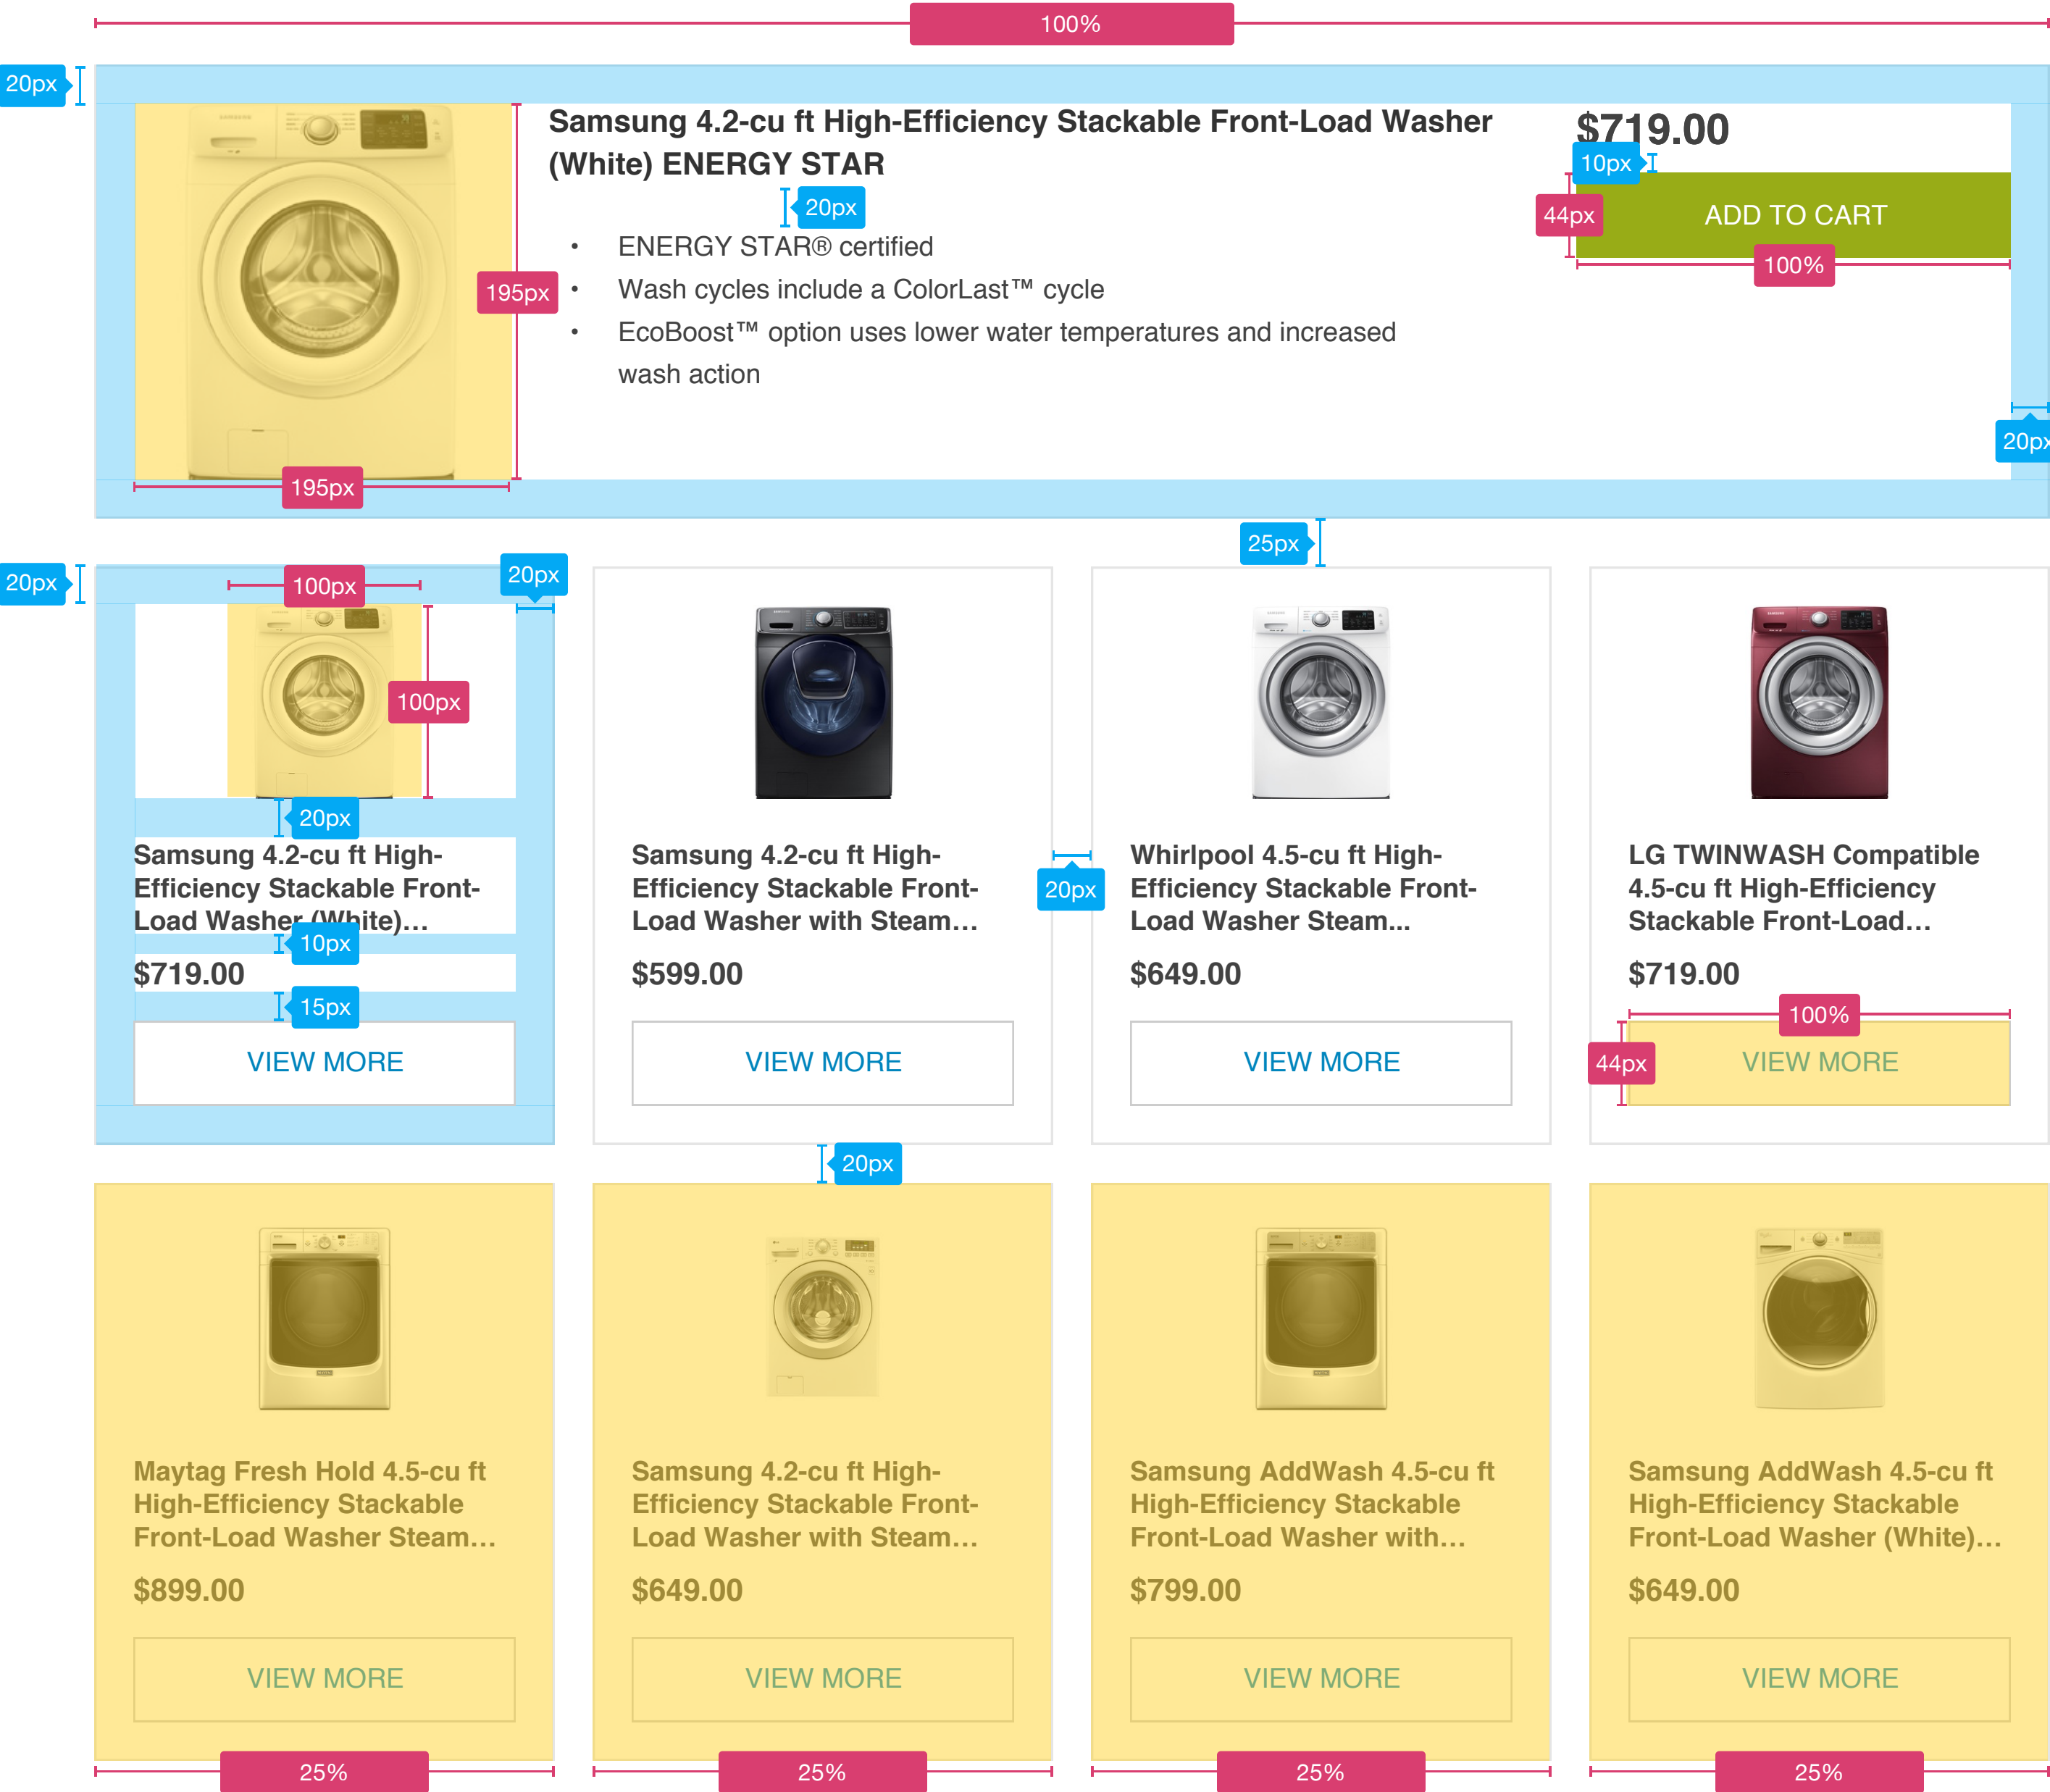 100%
20px
Samsung 4.2-cu ft High-Efficiency Stackable Front-Load Washer
(White) ENERGY STAR
20px
• ENERGY STAR® certified
• Wash cycles include a ColorLast™ cycle
• EcoBoost™ option uses lower water temperatures and increased
wash action
195px
195px
$719.00
10px
44px
ADD TO CART
100%
20px
25px
20px
100px
20px
100px
20px
Samsung 4.2-cu ft High-
Efficiency Stackable Front-
Load Washer (White)…
10px
$719.00
15px
VIEW MORE
SAMSUNG
Samsung 4.2-cu ft High-
Efficiency Stackable Front-
Load Washer with Steam…
$599.00
VIEW MORE
20px
Whirlpool 4.5-cu ft High-
Efficiency Stackable Front-
Load Washer Steam...
$649.00
VIEW MORE
LG TWINWASH Compatible
4.5-cu ft High-Efficiency
Stackable Front-Load…
$719.00
100%
44px
VIEW MORE
20px
Maytag Fresh Hold 4.5-cu ft
High-Efficiency Stackable
Front-Load Washer Steam…
$899.00
VIEW MORE
25%
Samsung 4.2-cu ft High-
Efficiency Stackable Front-
Load Washer with Steam…
$649.00
VIEW MORE
25%
Samsung AddWash 4.5-cu ft
High-Efficiency Stackable
Front-Load Washer with…
$799.00
VIEW MORE
25%
Samsung AddWash 4.5-cu ft
High-Efficiency Stackable
Front-Load Washer (White)…
$649.00
VIEW MORE
25%